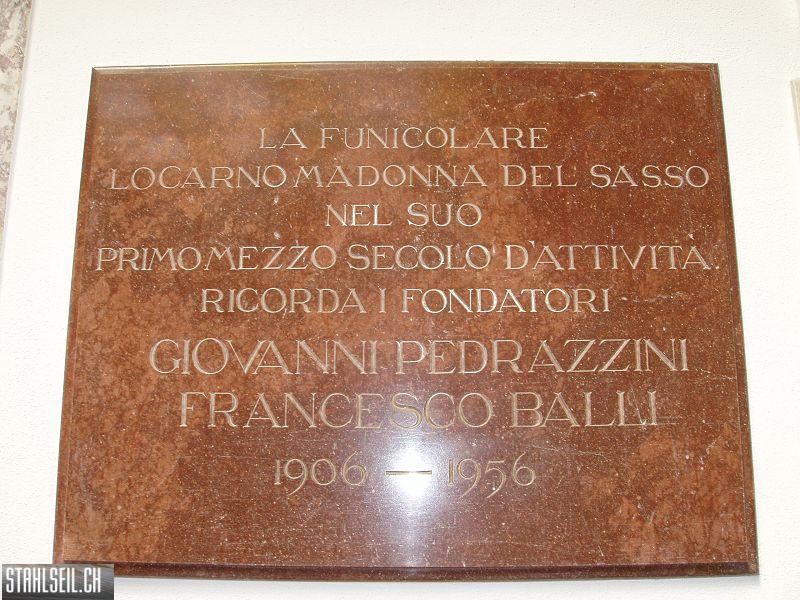 LA FUNICOLARE
LOCARNO MADONNA DEL SASSO
NEL SUO
PRIMO MEZZO SECOLO D'ATTIVITÀ
RICORDA I FONDATORI
GIOVANNI PEDRAZZINI
FRANCESCO BALLI
1906 — 1956
STAHLSEIL.CH